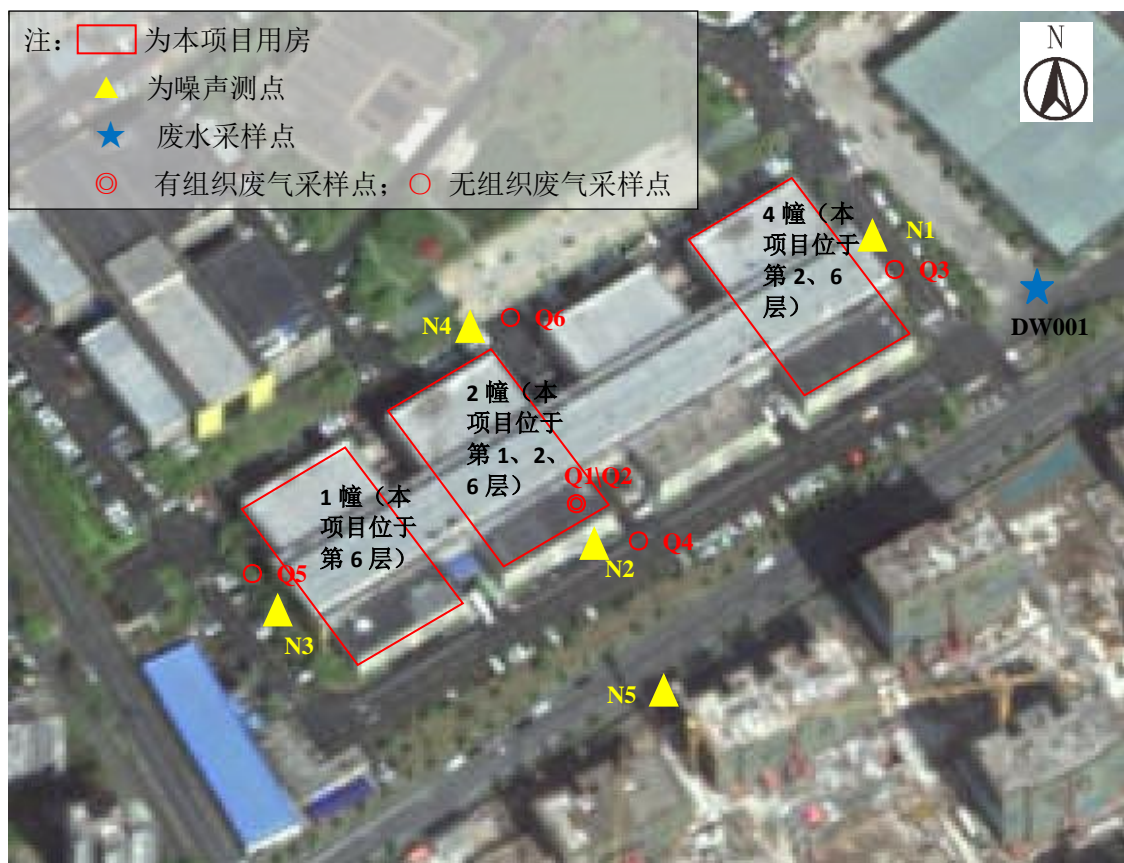 注： 为本项目用房
为噪声测点
废水采样点
有组织废气采样点； 无组织废气采样点
N
4 幢（本
项目位于
第 2、6
层）
N1
Q3
DW001
N4
Q6
2 幢（本
项目位于
第 1、2、
6 层）
Q1\Q2
1 幢（本
项目位于
第 6 层）
N2
Q4
Q5
N3
N5